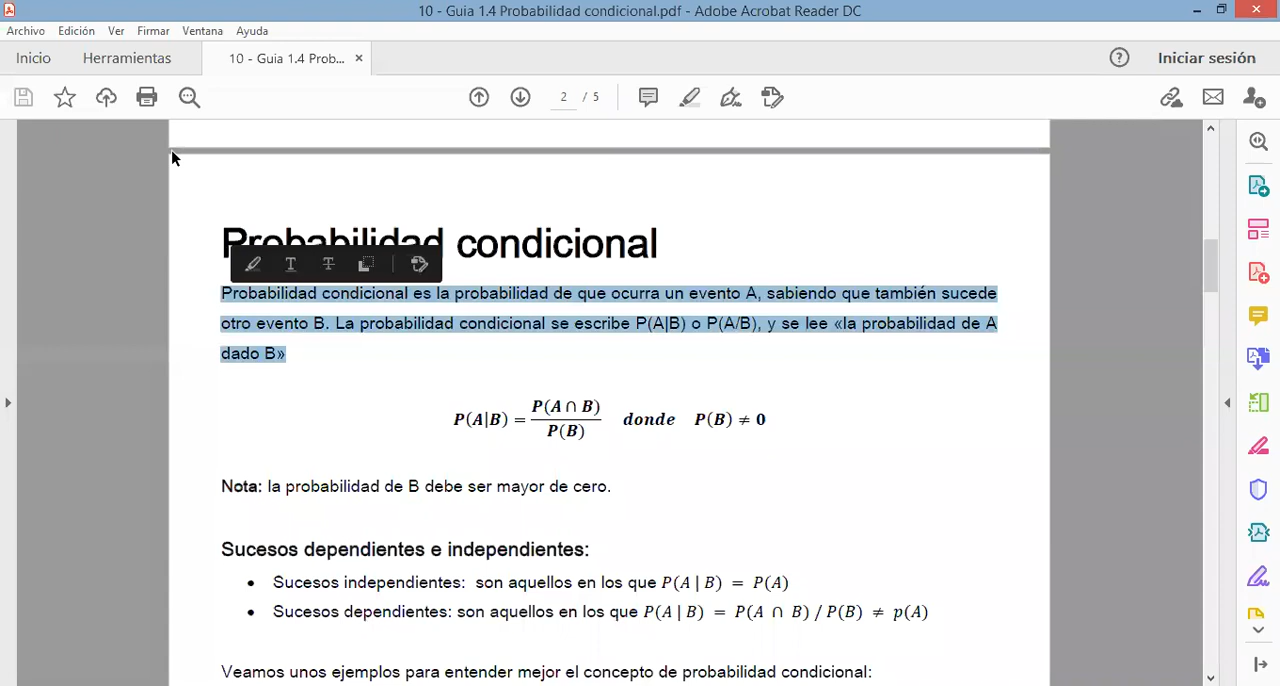 10 - Guia 1.4 Probabilidad condicional.pdf - Adobe Acrobat Reader DC
Archivo Edición Ver Firmar Ventana Ayuda
Inicio Herramientas 10 - Guia 1.4 Prob... × Iniciar sesión
2 / 5
Probabilidad condicional
Probabilidad condicional es la probabilidad de que ocurra un evento A, sabiendo que también sucede
otro evento B. La probabilidad condicional se escribe P(A|B) o P(A/B), y se lee «la probabilidad de A
dado B»
P(A|B) = P(A ∩ B) / P(B) donde P(B) ≠ 0
Nota: la probabilidad de B debe ser mayor de cero.
Sucesos dependientes e independientes:
• Sucesos independientes: son aquellos en los que P(A | B) = P(A)
• Sucesos dependientes: son aquellos en los que P(A | B) = P(A ∩ B) / P(B) ≠ p(A)
Veamos unos ejemplos para entender mejor el concepto de probabilidad condicional: